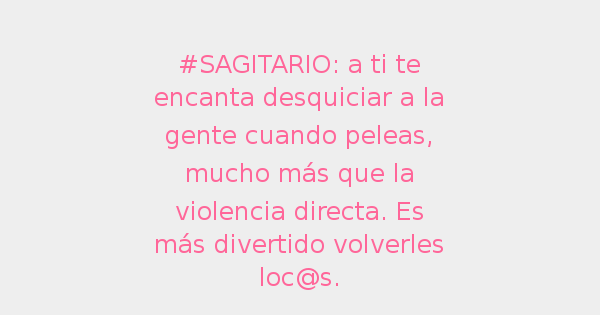 #SAGITARIO: a ti te
encanta desquiciar a la
gente cuando peleas,
mucho más que la
violencia directa. Es
más divertido volverles
loc@s.